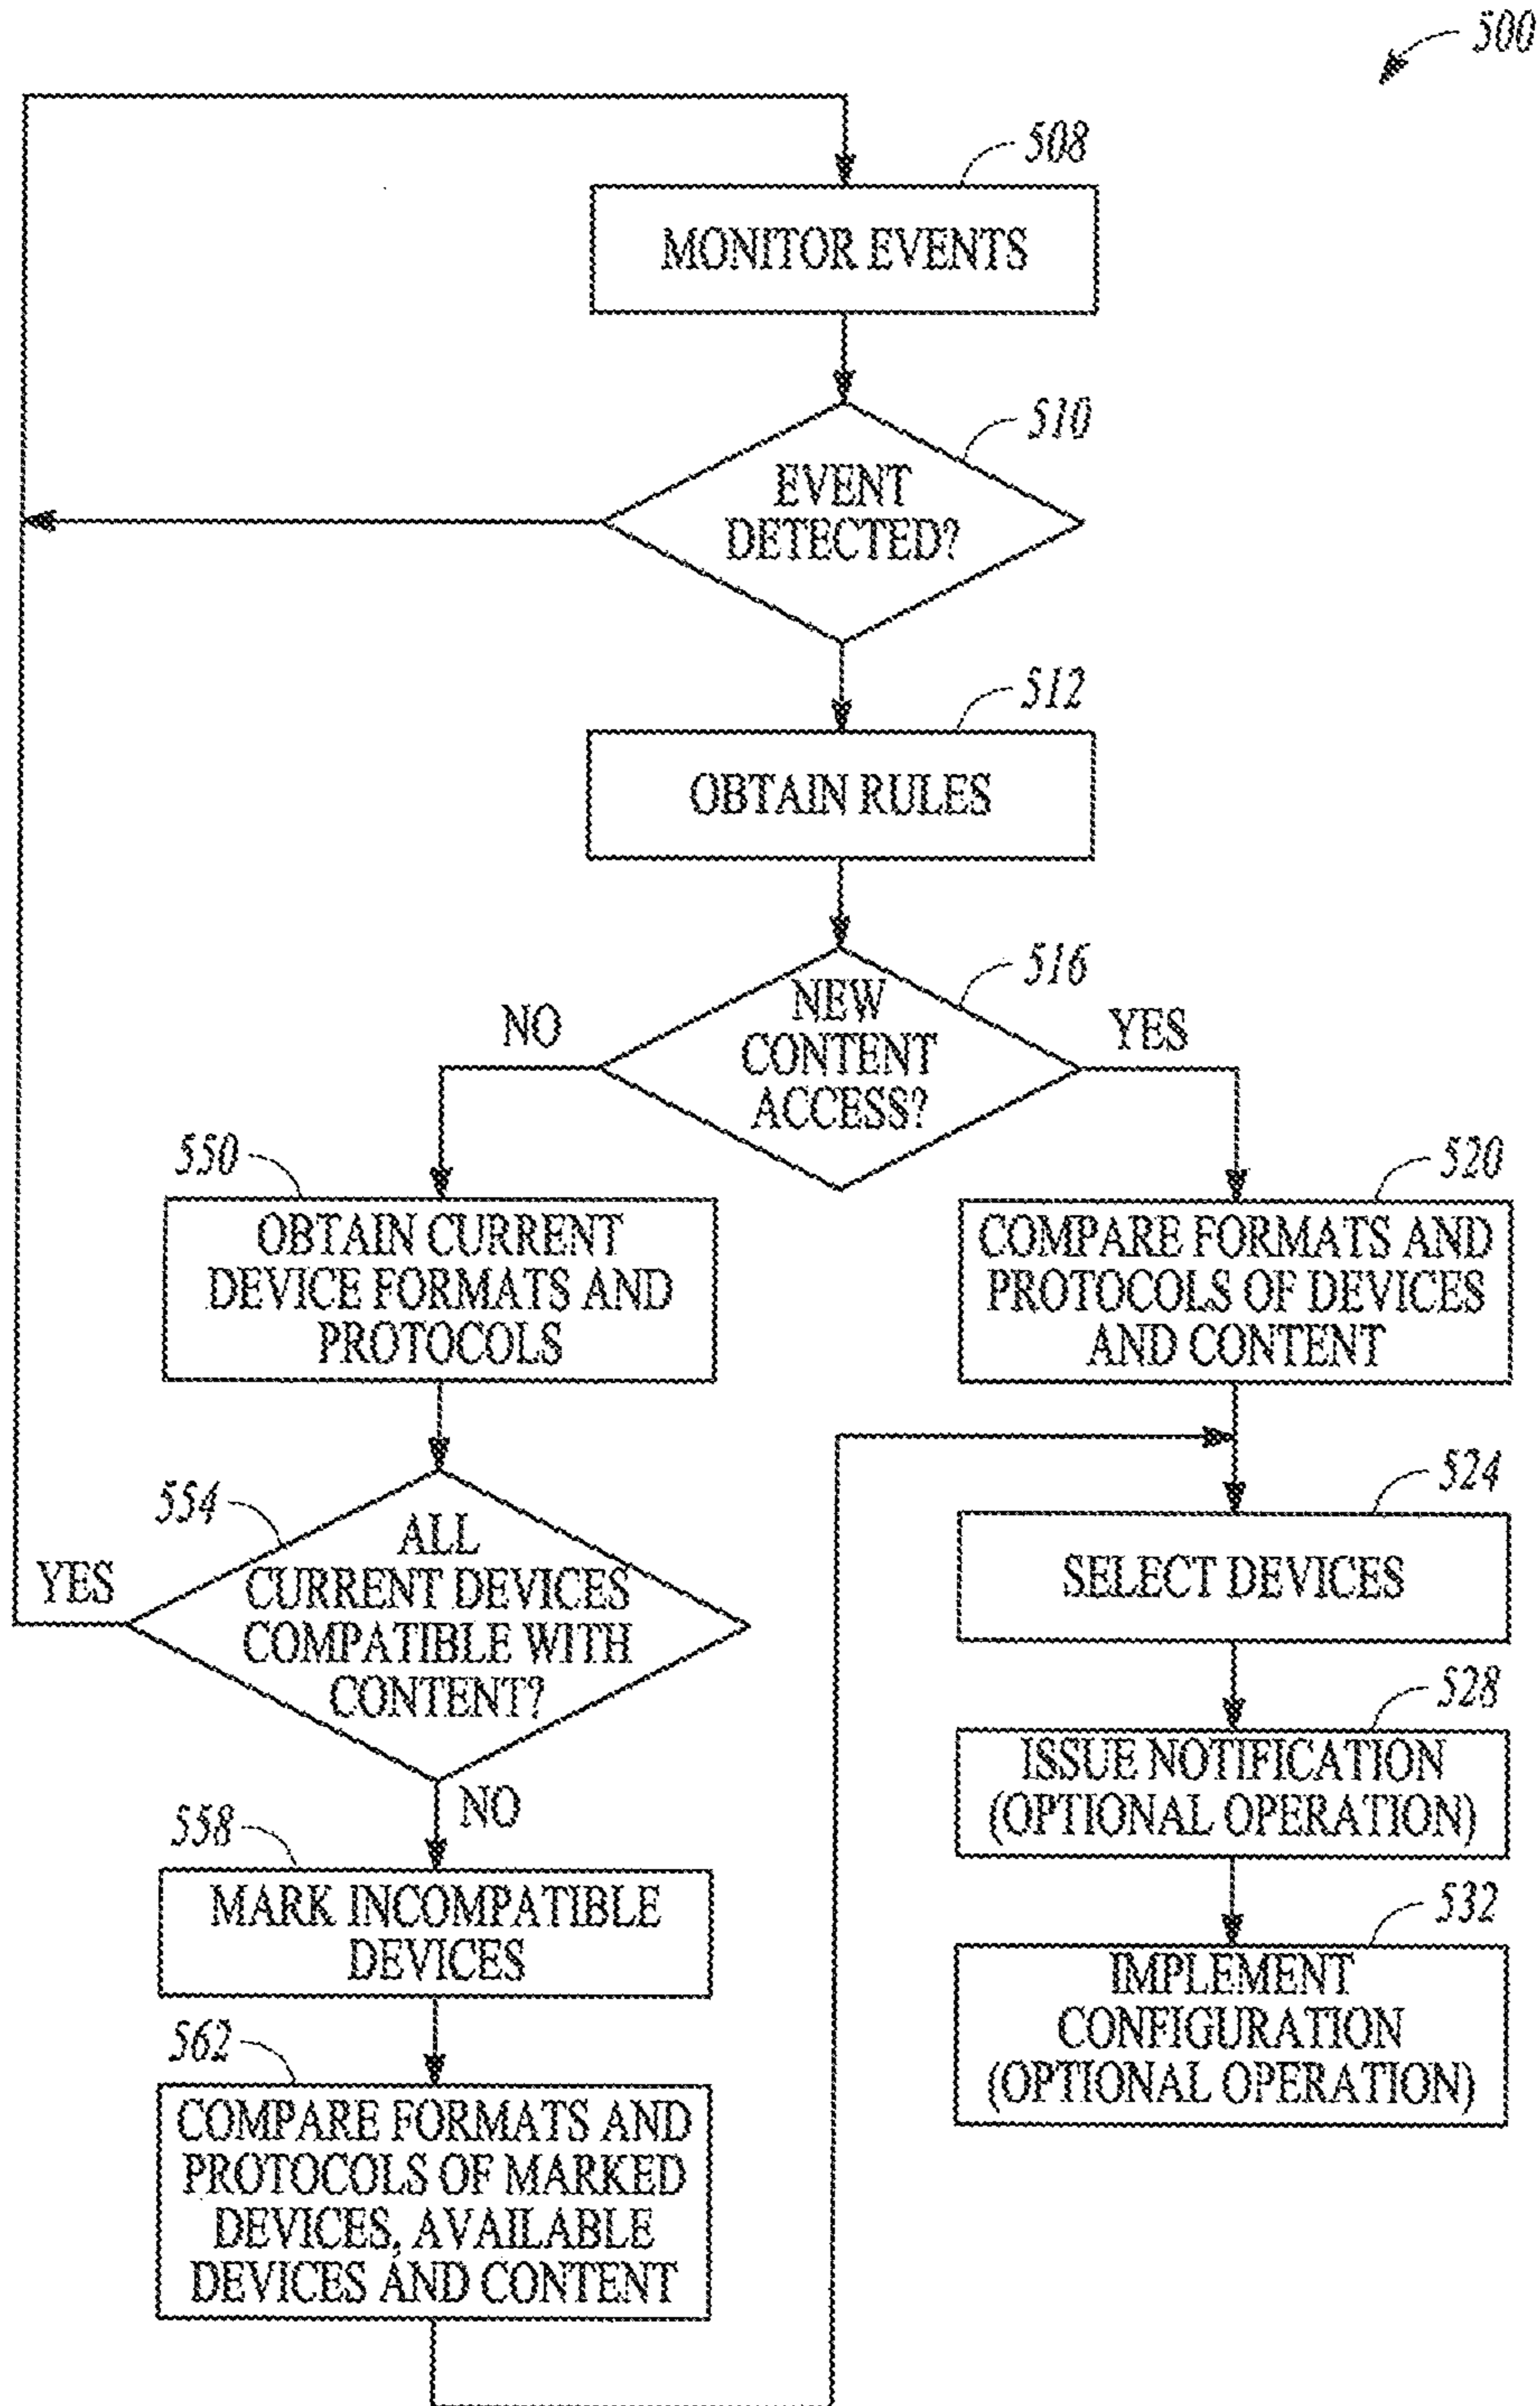 500
508
MONITOR EVENTS
510
EVENT
DETECTED?
512
OBTAIN RULES
516
NEW
CONTENT
ACCESS?
NO
YES
550
OBTAIN CURRENT
DEVICE FORMATS AND
PROTOCOLS
520
COMPARE FORMATS AND
PROTOCOLS OF DEVICES
AND CONTENT
554
ALL
CURRENT DEVICES
COMPATIBLE WITH
CONTENT?
YES
NO
524
SELECT DEVICES
528
ISSUE NOTIFICATION
(OPTIONAL OPERATION)
558
MARK INCOMPATIBLE
DEVICES
532
IMPLEMENT
CONFIGURATION
(OPTIONAL OPERATION)
562
COMPARE FORMATS AND
PROTOCOLS OF MARKED
DEVICES, AVAILABLE
DEVICES AND CONTENT